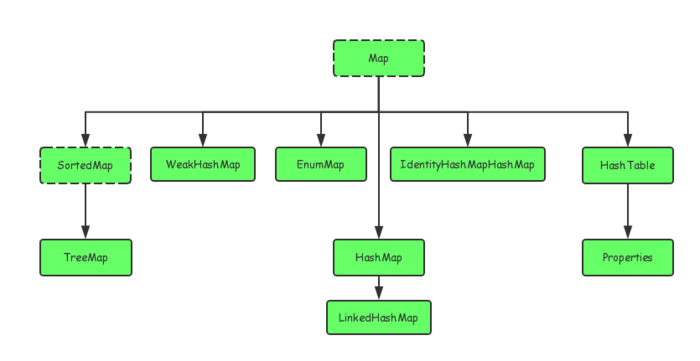 Map
SortedMap
WeakHashMap
EnumMap
IdentityHashMapHashMap
HashTable
TreeMap
HashMap
Properties
LinkedHashMap